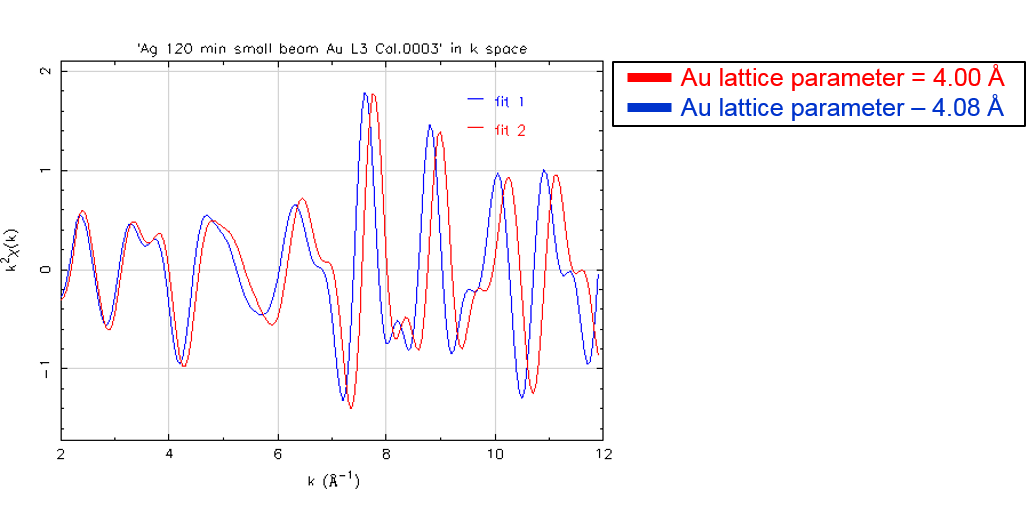 'Ag 120 min small beam Au L3 Cal.0003' in k space
Au lattice parameter = 4.00 Å
Au lattice parameter – 4.08 Å
fit 1
fit 2
2
1
0
−1
k²χ(k)
2 4 6 8 10 12
k (Å⁻¹)